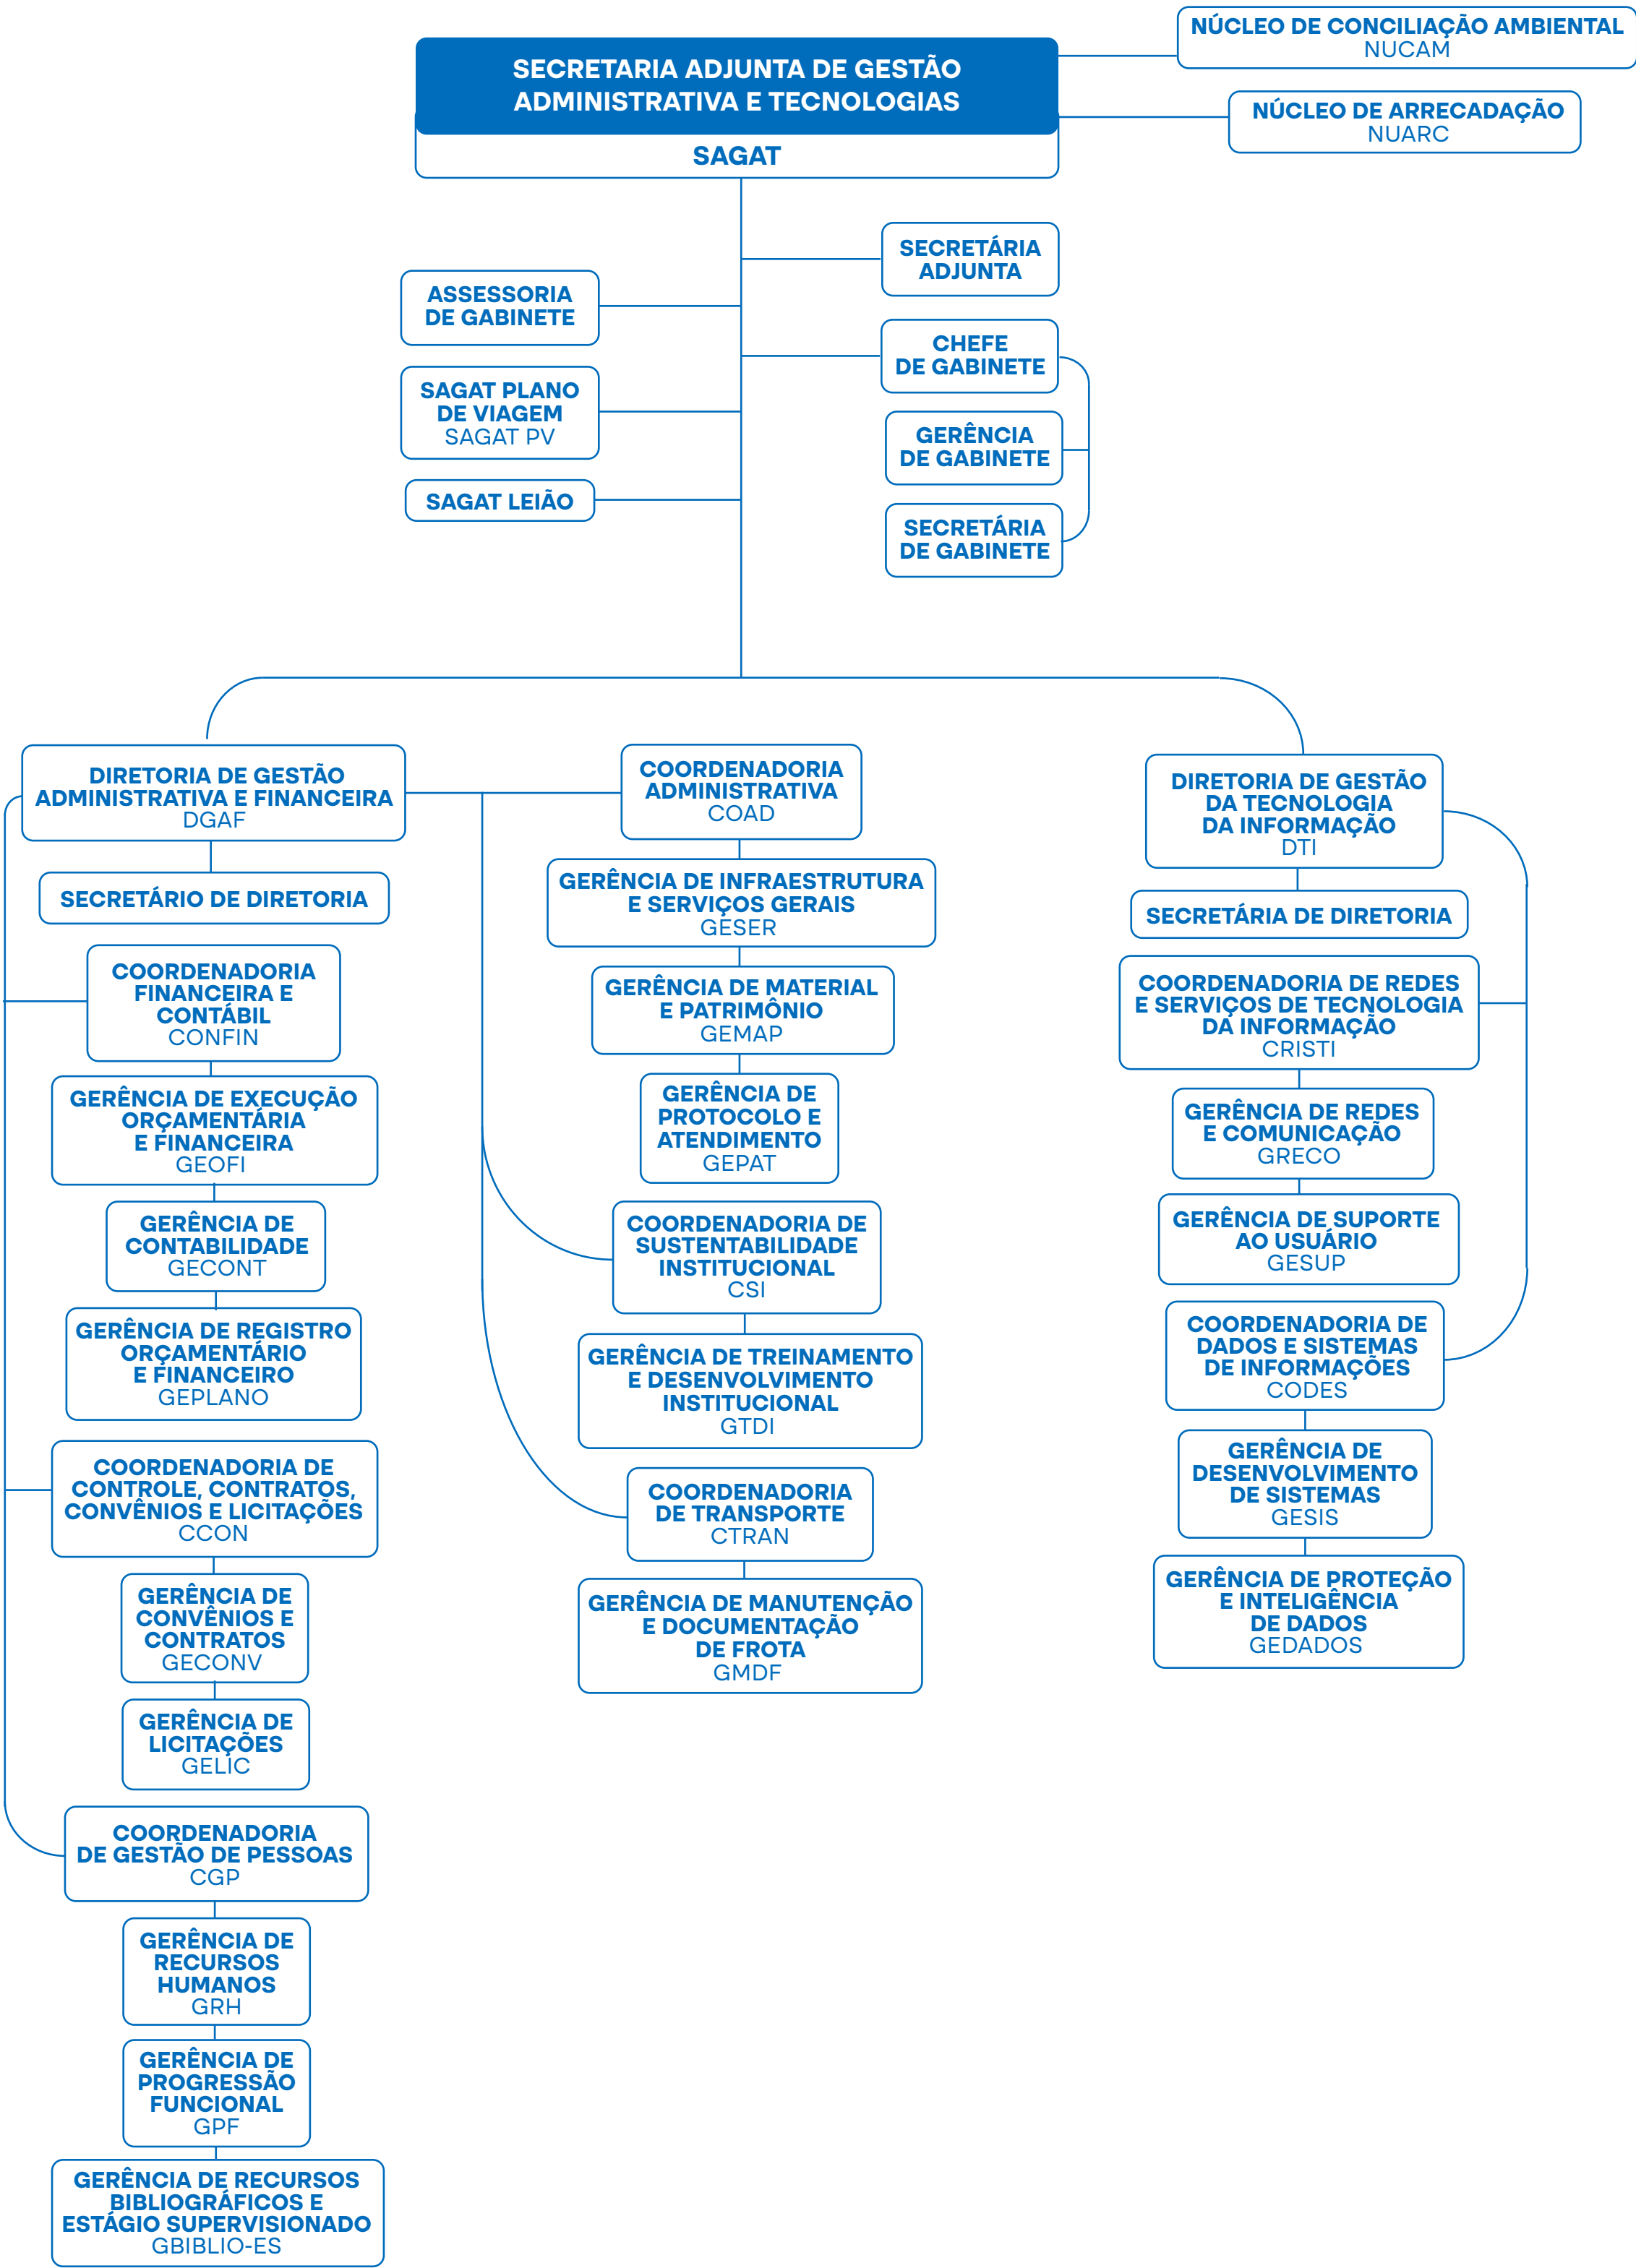 NÚCLEO DE CONCILIAÇÃO AMBIENTAL
NUCAM
SECRETARIA ADJUNTA DE GESTÃO
ADMINISTRATIVA E TECNOLOGIAS
SAGAT
NÚCLEO DE ARRECADAÇÃO
NUARC
SECRETÁRIA
ADJUNTA
ASSESSORIA
DE GABINETE
CHEFE
DE GABINETE
SAGAT PLANO
DE VIAGEM
SAGAT PV
GERÊNCIA
DE GABINETE
SAGAT LEIÃO
SECRETÁRIA
DE GABINETE
DIRETORIA DE GESTÃO
ADMINISTRATIVA E FINANCEIRA
DGAF
SECRETÁRIO DE DIRETORIA
COORDENADORIA
FINANCEIRA E
CONTÁBIL
CONFIN
GERÊNCIA DE EXECUÇÃO
ORÇAMENTÁRIA
E FINANCEIRA
GEOFI
GERÊNCIA DE
CONTABILIDADE
GECONT
GERÊNCIA DE REGISTRO
ORÇAMENTÁRIO
E FINANCEIRO
GEPLANO
COORDENADORIA DE
CONTROLE, CONTRATOS,
CONVÊNIOS E LICITAÇÕES
CCON
GERÊNCIA DE
CONVÊNIOS E
CONTRATOS
GECONV
GERÊNCIA DE
LICITAÇÕES
GELIC
COORDENADORIA
DE GESTÃO DE PESSOAS
CGP
GERÊNCIA DE
RECURSOS
HUMANOS
GRH
GERÊNCIA DE
PROGRESSÃO
FUNCIONAL
GPF
GERÊNCIA DE RECURSOS
BIBLIOGRÁFICOS E
ESTÁGIO SUPERVISIONADO
GBIBLIO-ES
COORDENADORIA
ADMINISTRATIVA
COAD
GERÊNCIA DE INFRAESTRUTURA
E SERVIÇOS GERAIS
GESER
GERÊNCIA DE MATERIAL
E PATRIMÔNIO
GEMAP
GERÊNCIA DE
PROTOCOLO E
ATENDIMENTO
GEPAT
COORDENADORIA DE
SUSTENTABILIDADE
INSTITUCIONAL
CSI
GERÊNCIA DE TREINAMENTO
E DESENVOLVIMENTO
INSTITUCIONAL
GTDI
COORDENADORIA
DE TRANSPORTE
CTRAN
GERÊNCIA DE MANUTENÇÃO
E DOCUMENTAÇÃO
DE FROTA
GMDF
DIRETORIA DE GESTÃO
DA TECNOLOGIA
DA INFORMAÇÃO
DTI
SECRETÁRIA DE DIRETORIA
COORDENADORIA DE REDES
E SERVIÇOS DE TECNOLOGIA
DA INFORMAÇÃO
CRISTI
GERÊNCIA DE REDES
E COMUNICAÇÃO
GRECO
GERÊNCIA DE SUPORTE
AO USUÁRIO
GESUP
COORDENADORIA DE
DADOS E SISTEMAS
DE INFORMAÇÕES
CODES
GERÊNCIA DE
DESENVOLVIMENTO
DE SISTEMAS
GESIS
GERÊNCIA DE PROTEÇÃO
E INTELIGÊNCIA
DE DADOS
GEDADOS